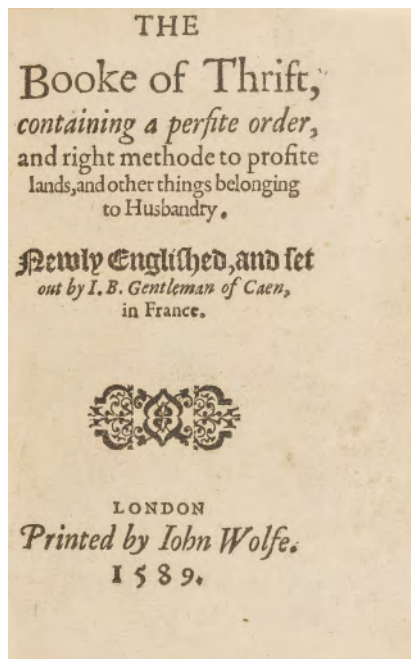 THE
Booke of Thrift,
containing a perfite order,
and right methode to profite
lands,and other things belonging
to Husbandry.
Newly Engliſhed,and ſet
out by I. B. Gentleman of Caen,
in France.
LONDON
Printed by Iohn Wolfe.
1589.